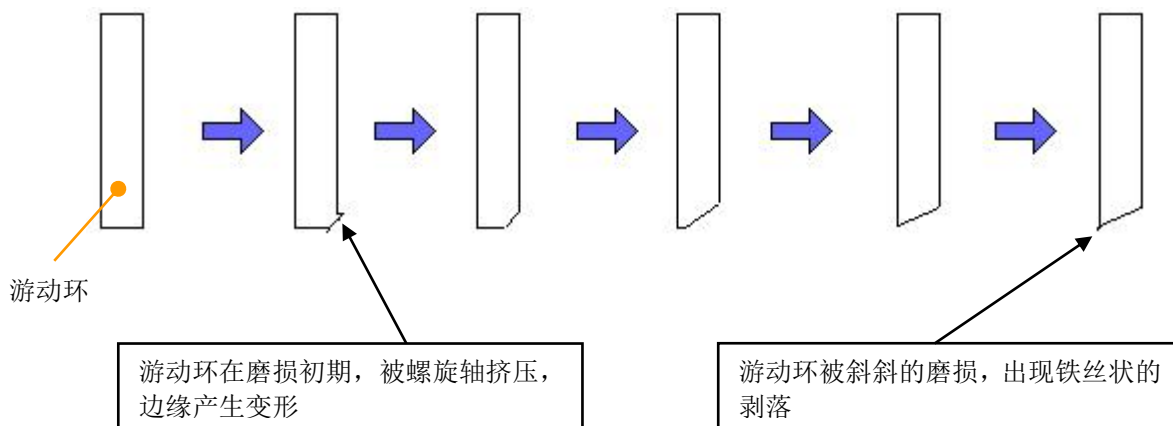 游动环
游动环在磨损初期，被螺旋轴挤压，
边缘产生变形
游动环被斜斜的磨损，出现铁丝状的
剥落